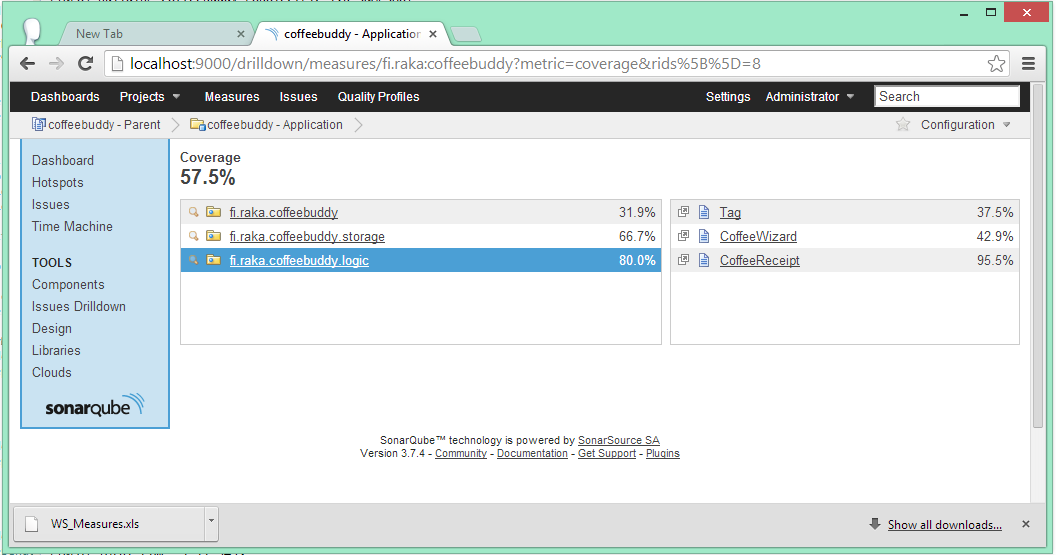 New Tab
coffeebuddy - Application
localhost:9000/drilldown/measures/fi.raka:coffeebuddy?metric=coverage&rids%5B%5D=8
Dashboards Projects Measures Issues Quality Profiles Settings Administrator Search
coffeebuddy - Parent coffeebuddy - Application Configuration
Dashboard
Hotspots
Issues
Time Machine
TOOLS
Components
Issues Drilldown
Design
Libraries
Clouds
sonarqube
Coverage
57.5%
fi.raka.coffeebuddy 31.9%
fi.raka.coffeebuddy.storage 66.7%
fi.raka.coffeebuddy.logic 80.0%
Tag 37.5%
CoffeeWizard 42.9%
CoffeeReceipt 95.5%
SonarQube™ technology is powered by SonarSource SA
Version 3.7.4 - Community - Documentation - Get Support - Plugins
WS_Measures.xls
Show all downloads...